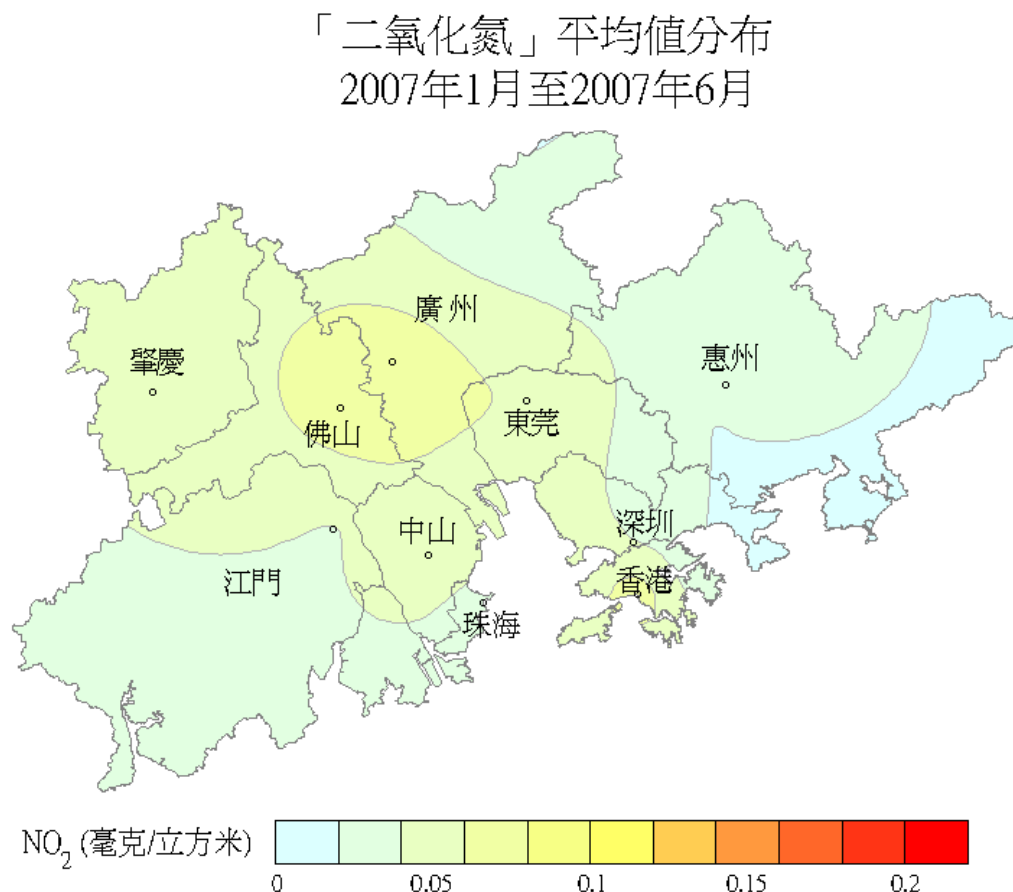 「二氧化氮」平均值分布
2007年1月至2007年6月
廣州
肇慶
惠州
佛山
東莞
深圳
中山
香港
江門
珠海
NO₂ (毫克/立方米)
0 0.05 0.1 0.15 0.2